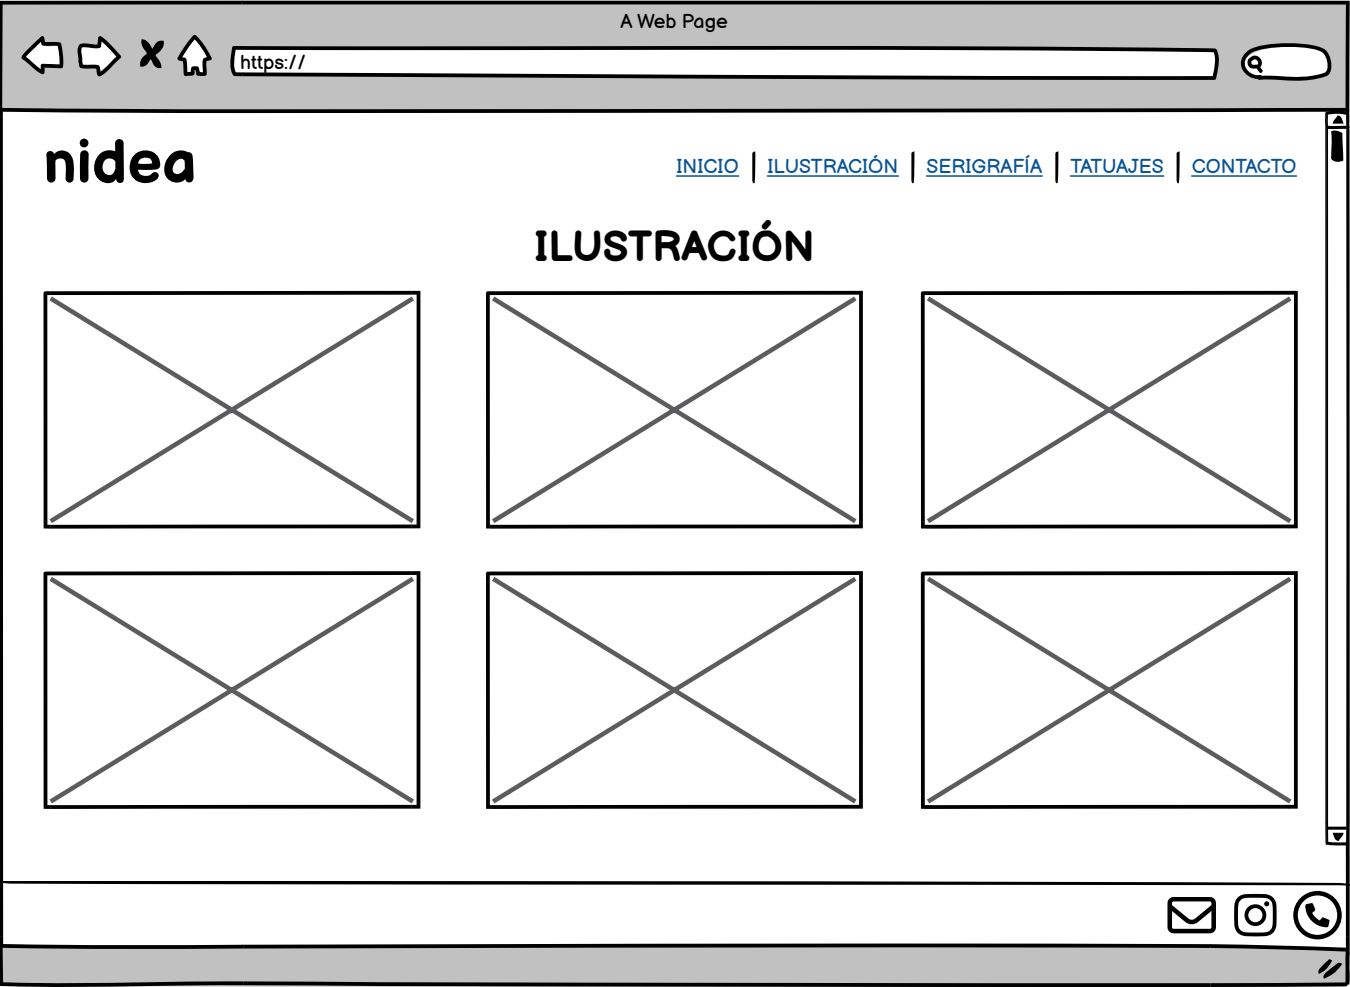 A Web Page
https://
nidea
INICIO | ILUSTRACIÓN | SERIGRAFÍA | TATUAJES | CONTACTO
ILUSTRACIÓN